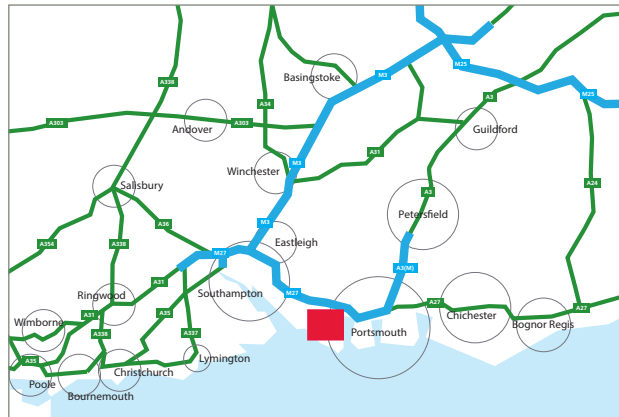 M25
Basingstoke
M3
A338
A3
M25
A34
A303
Andover
A303
Guildford
A31
M3
Winchester
Salisbury
A3
A24
Petersfield
M3
A36
A354
A338
Eastleigh
M27
A3(M)
A31
Ringwood
Southampton
M27
A27
A27
Wimborne
A31
A35
Chichester
Bognor Regis
A338
A337
Portsmouth
A35
Lymington
Christchurch
Poole
Bournemouth